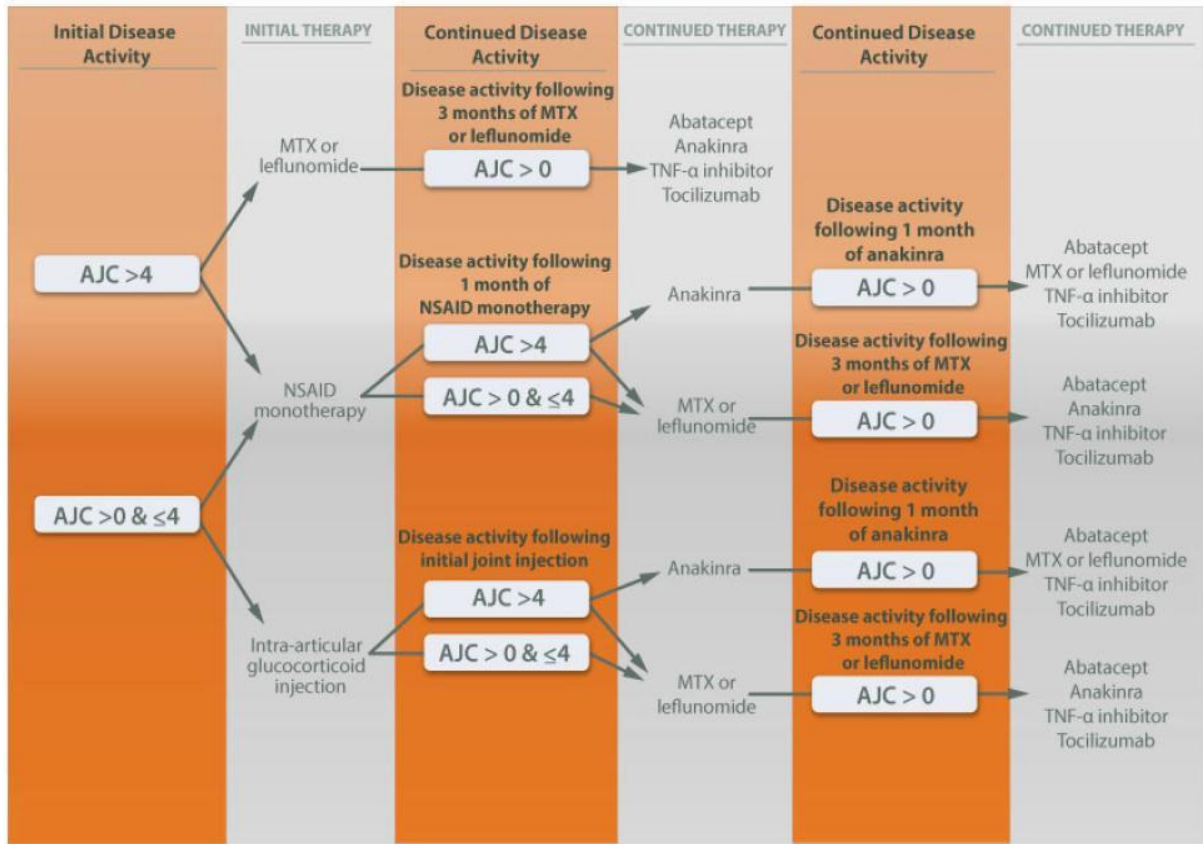 Initial Disease
Activity
INITIAL THERAPY
Continued Disease
Activity
CONTINUED THERAPY
Continued Disease
Activity
CONTINUED THERAPY
AJC >4
AJC >0 & ≤4
MTX or
leflunomide
NSAID
monotherapy
Intra-articular
glucocorticoid
injection
Disease activity following
3 months of MTX
or leflunomide
AJC > 0
Disease activity following
1 month of
NSAID monotherapy
AJC >4
AJC > 0 & ≤4
Disease activity following
initial joint injection
AJC >4
AJC > 0 & ≤4
Abatacept
Anakinra
TNF-α inhibitor
Tocilizumab
Anakinra
MTX or
leflunomide
Anakinra
MTX or
leflunomide
Disease activity
following 1 month
of anakinra
AJC > 0
Disease activity following
3 months of MTX
or leflunomide
AJC > 0
Disease activity
following 1 month
of anakinra
AJC > 0
Disease activity following
3 months of MTX
or leflunomide
AJC > 0
Abatacept
MTX or leflunomide
TNF-α inhibitor
Tocilizumab
Abatacept
Anakinra
TNF-α inhibitor
Tocilizumab
Abatacept
MTX or leflunomide
TNF-α inhibitor
Tocilizumab
Abatacept
Anakinra
TNF-α inhibitor
Tocilizumab